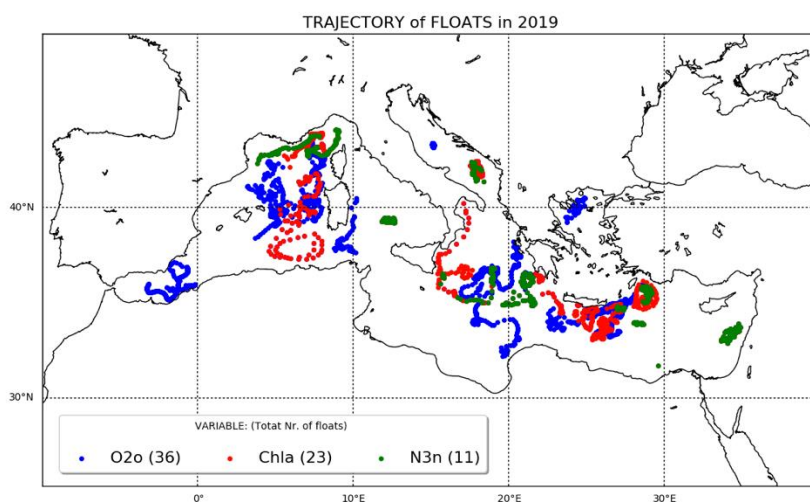 TRAJECTORY of FLOATS in 2019
40°N
30°N
VARIABLE: (Totat Nr. of floats)
O2o (36) Chla (23) N3n (11)
0° 10°E 20°E 30°E